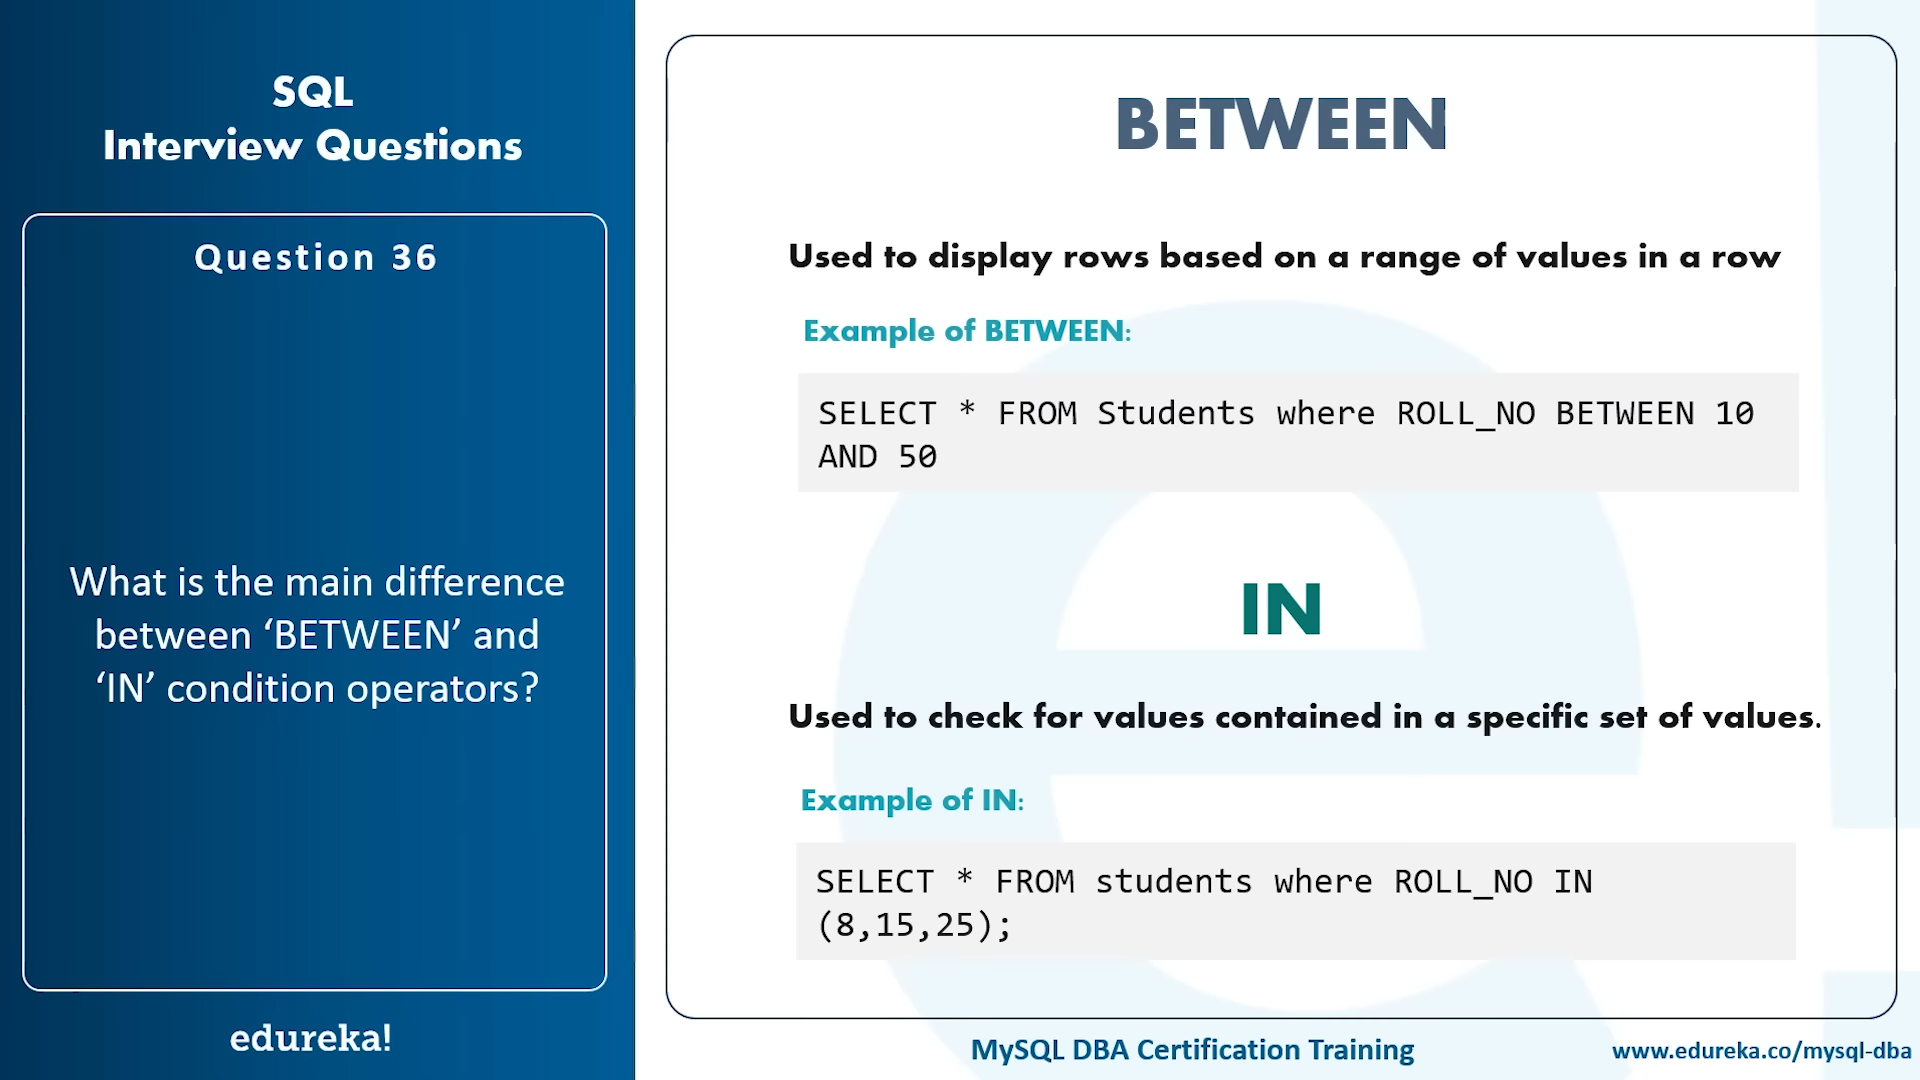 SQL
Interview Questions
Question 36
What is the main difference
between ‘BETWEEN’ and
‘IN’ condition operators?
edureka!
BETWEEN
Used to display rows based on a range of values in a row
Example of BETWEEN:
SELECT * FROM Students where ROLL_NO BETWEEN 10
AND 50
IN
Used to check for values contained in a specific set of values.
Example of IN:
SELECT * FROM students where ROLL_NO IN
(8,15,25);
MySQL DBA Certification Training
www.edureka.co/mysql-dba